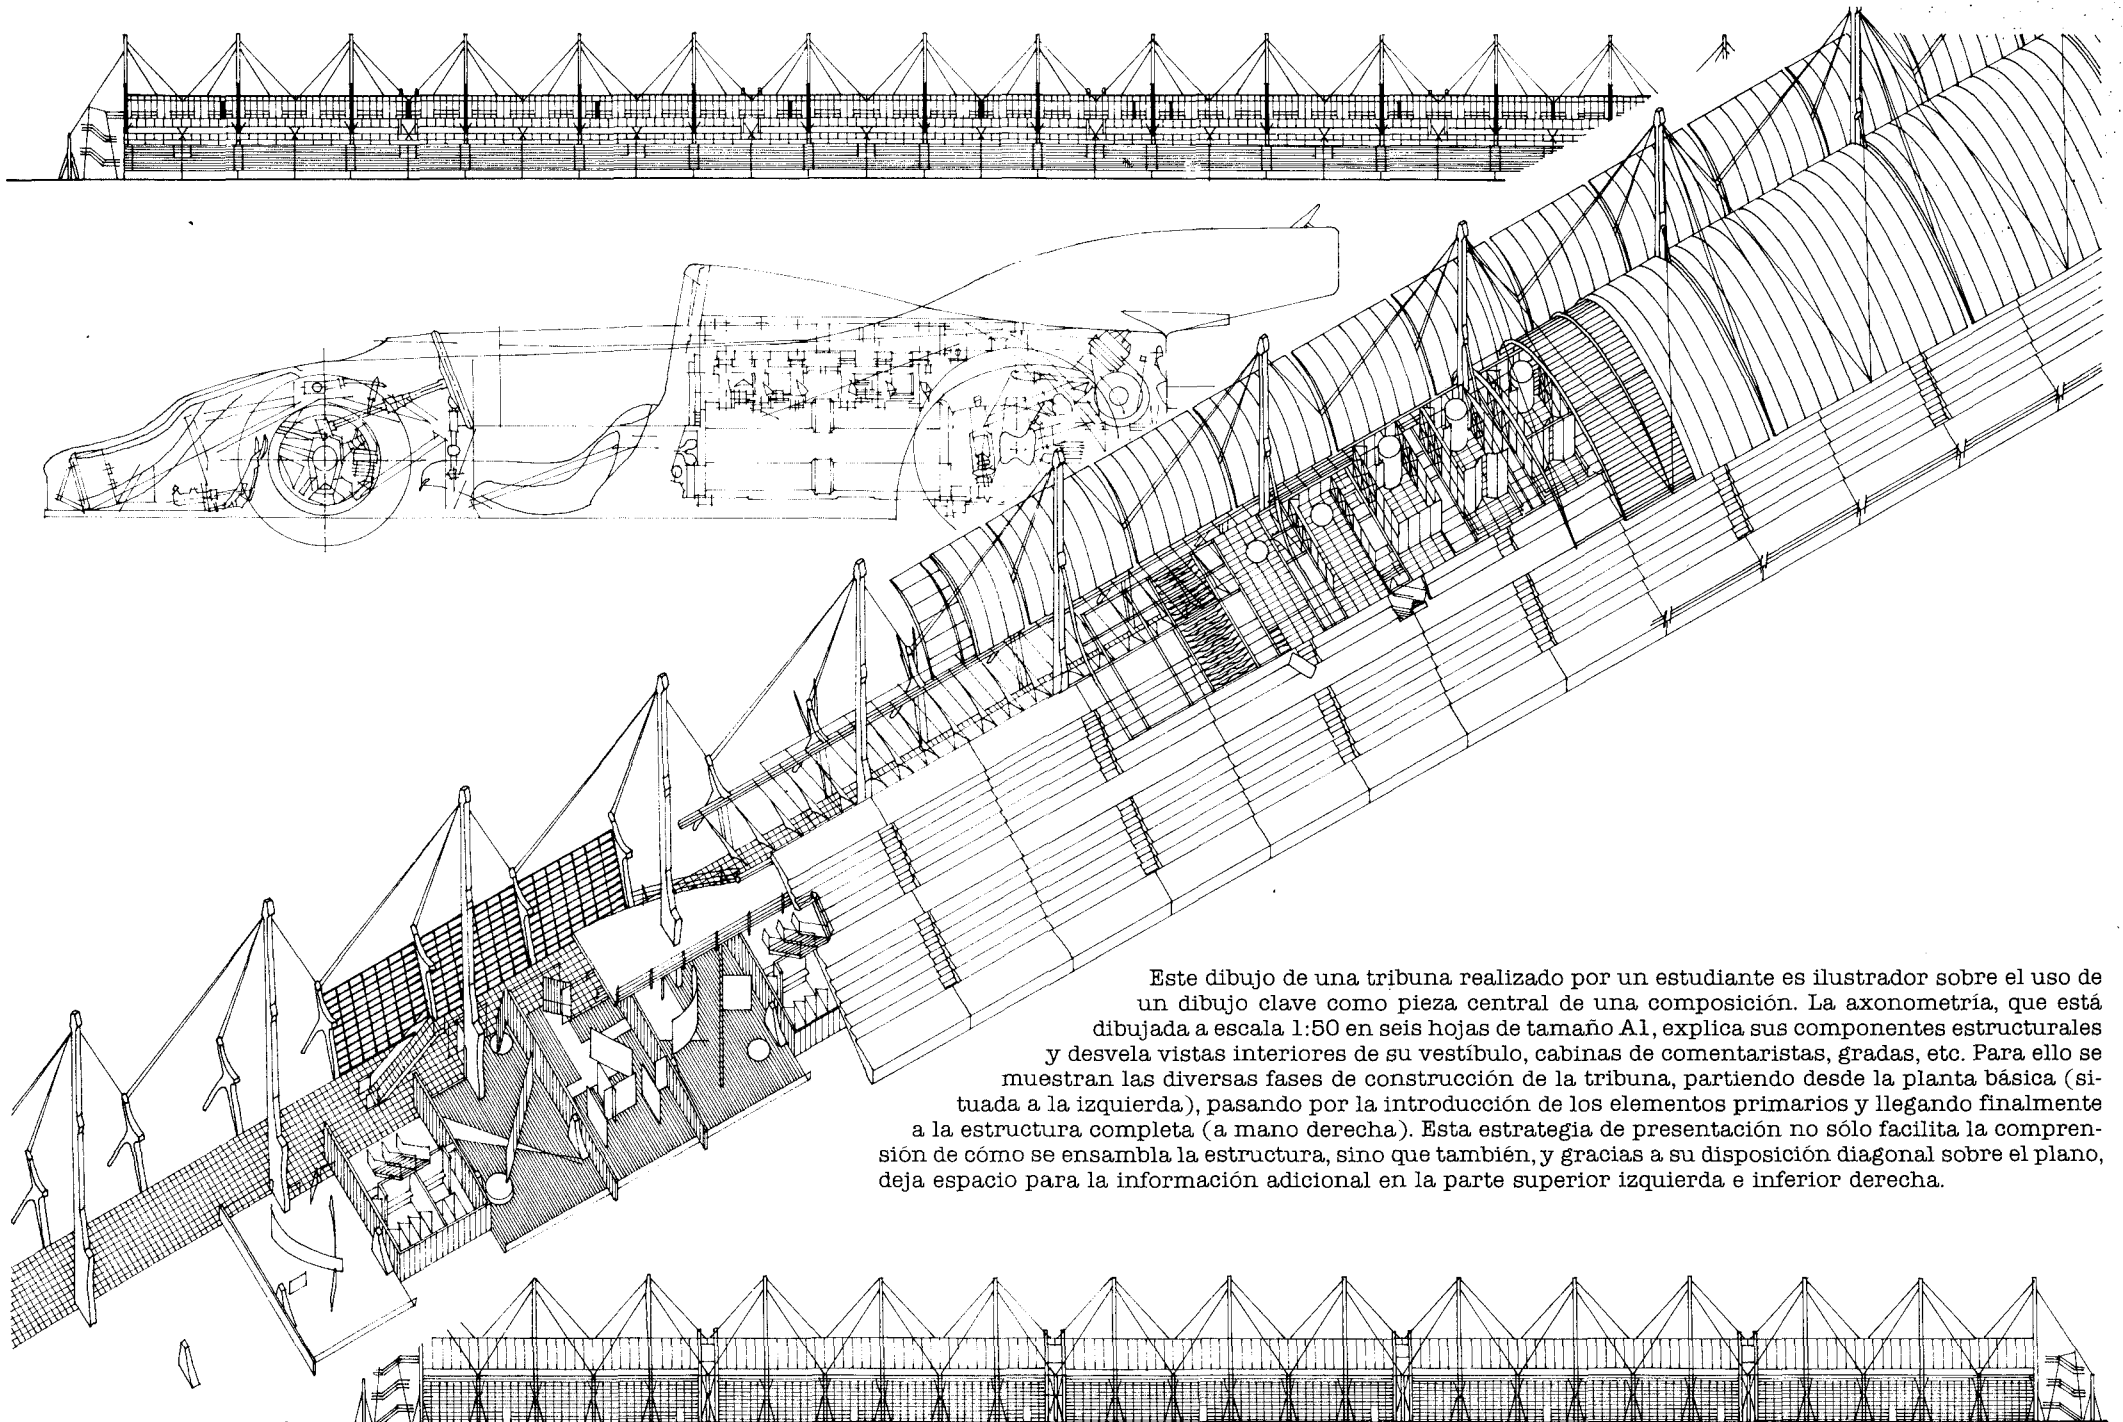 Este dibujo de una tribuna realizado por un estudiante es ilustrador sobre el uso de
un dibujo clave como pieza central de una composición. La axonometría, que está
dibujada a escala 1:50 en seis hojas de tamaño A1, explica sus componentes estructurales
y desvela vistas interiores de su vestíbulo, cabinas de comentaristas, gradas, etc. Para ello se
muestran las diversas fases de construcción de la tribuna, partiendo desde la planta básica (si-
tuada a la izquierda), pasando por la introducción de los elementos primarios y llegando finalmente
a la estructura completa (a mano derecha). Esta estrategia de presentación no sólo facilita la compren-
sión de cómo se ensambla la estructura, sino que también, y gracias a su disposición diagonal sobre el plano,
deja espacio para la información adicional en la parte superior izquierda e inferior derecha.